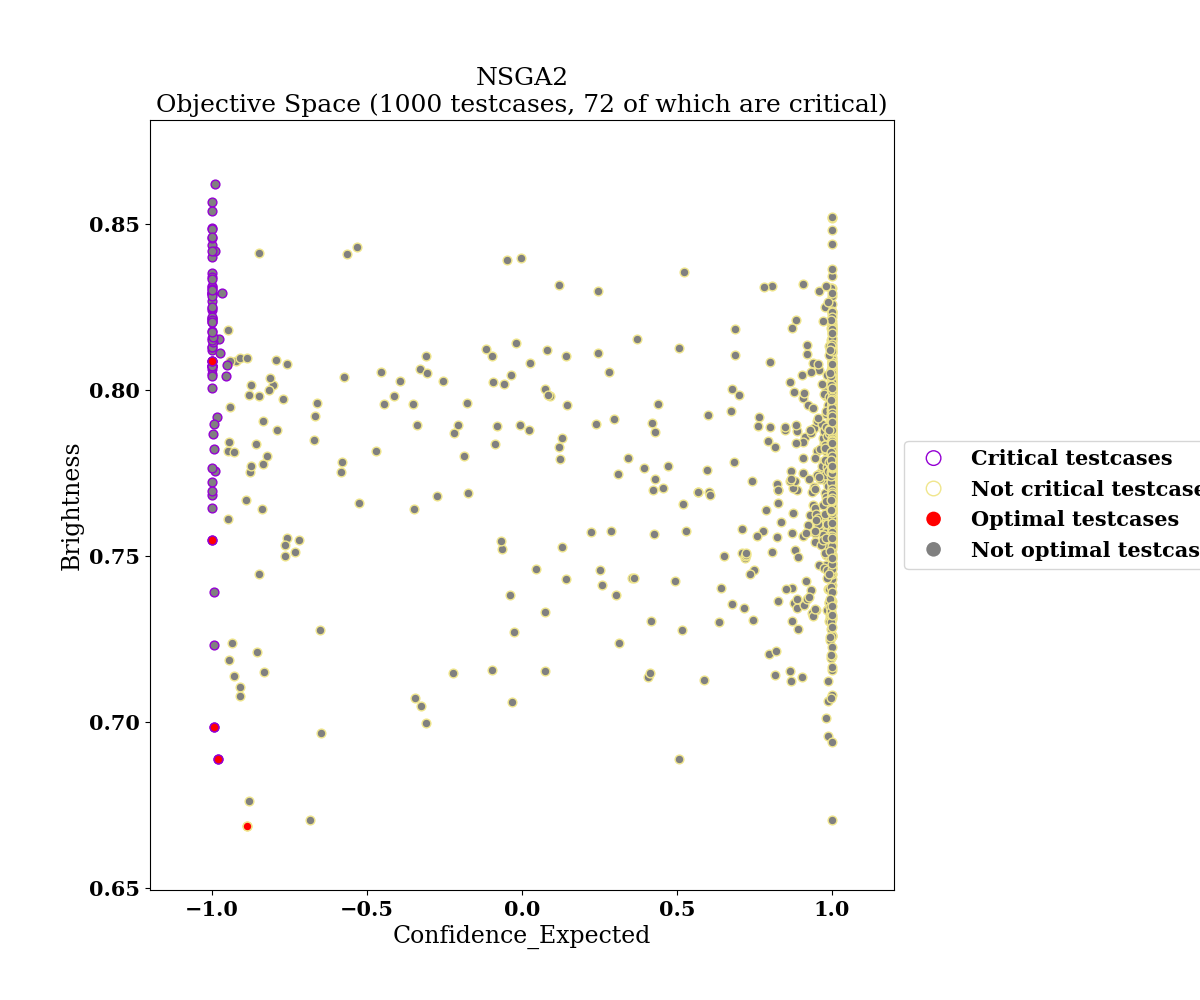 NSGA2
Objective Space (1000 testcases, 72 of which are critical)
0.85
0.80
0.75
0.70
0.65
Brightness
−1.0
−0.5
0.0
0.5
1.0
Confidence_Expected
Critical testcases
Not critical testcase
Optimal testcases
Not optimal testcas